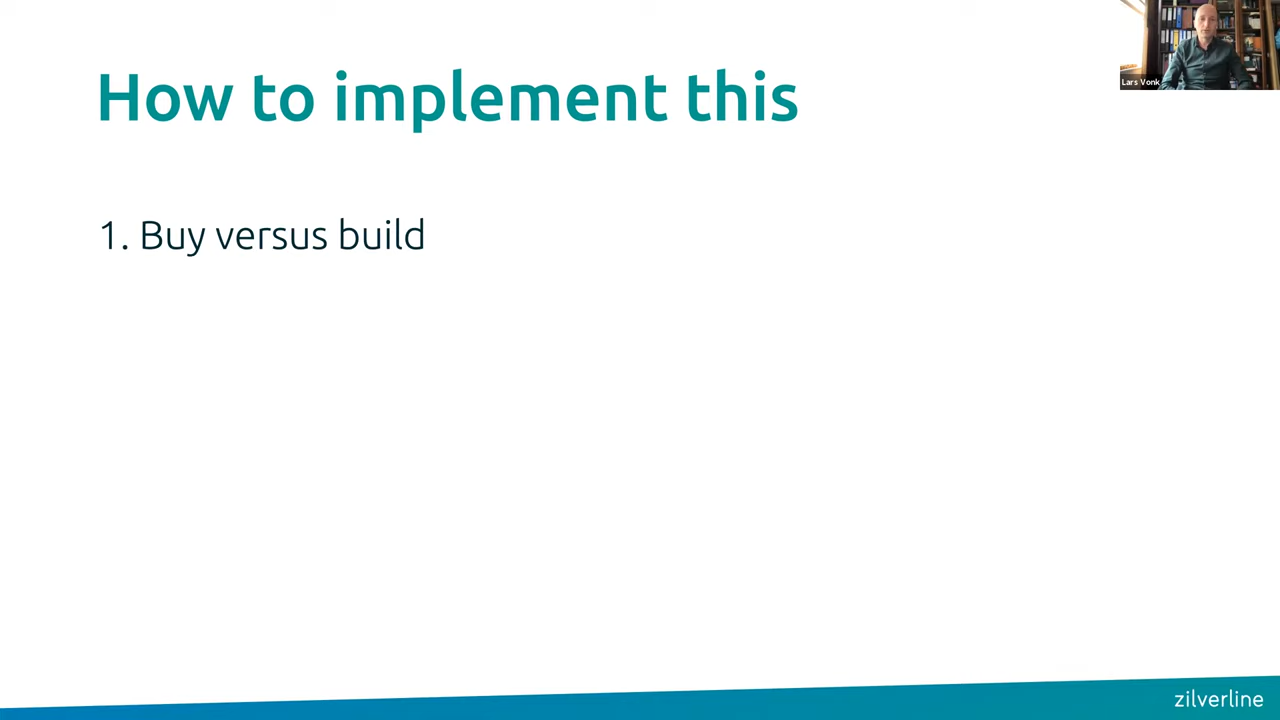 How to implement this
Lars Vonk
1. Buy versus build
zilverline